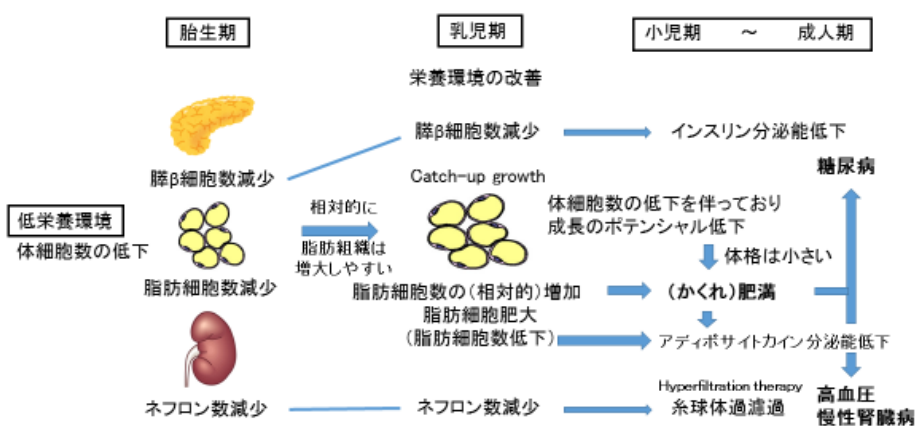 胎生期
乳児期
小児期 ～ 成人期
栄養環境の改善
膵β細胞数減少
インスリン分泌能低下
糖尿病
膵β細胞数減少
Catch-up growth
低栄養環境
体細胞数の低下
相対的に
脂肪組織は
増大しやすい
体細胞数の低下を伴っており
成長のポテンシャル低下
体格は小さい
脂肪細胞数減少
脂肪細胞数の(相対的)増加
脂肪細胞肥大
(脂肪細胞数低下)
(かくれ)肥満
アディポサイトカイン分泌能低下
Hyperfiltration therapy
糸球体過濾過
高血圧
慢性腎臓病
ネフロン数減少
ネフロン数減少